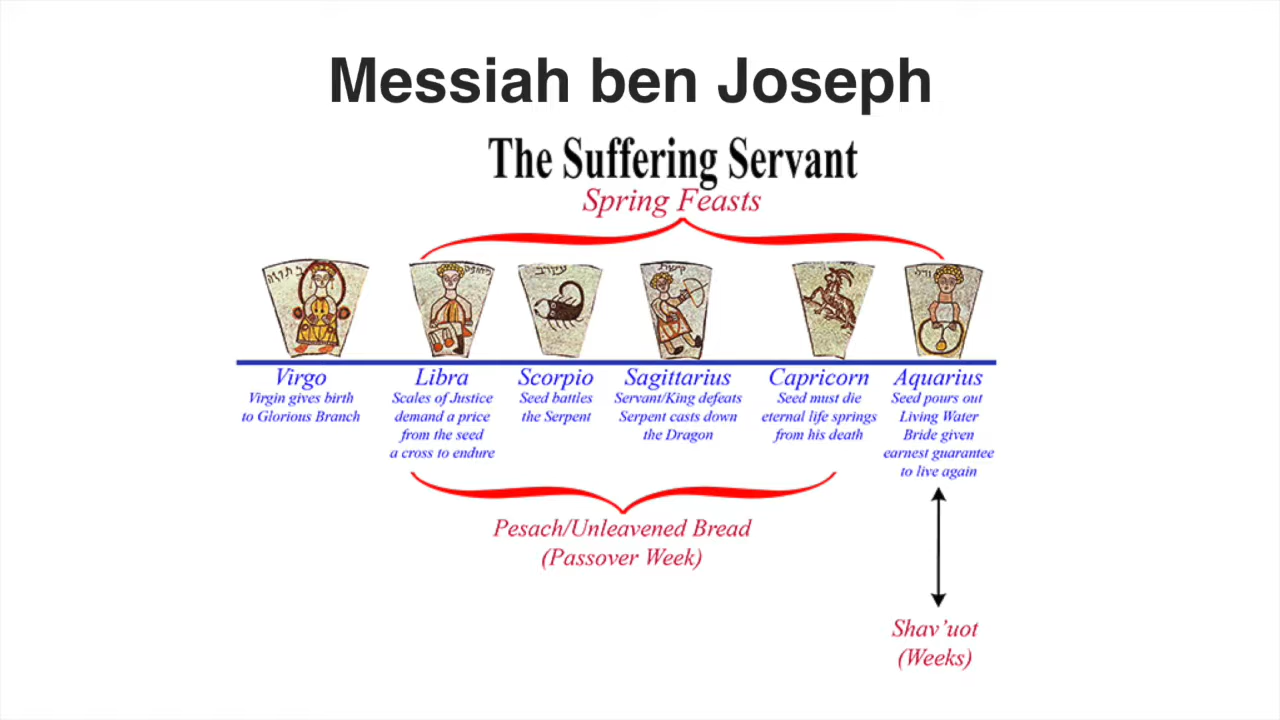 Messiah ben Joseph
The Suffering Servant
Spring Feasts
קשת
Virgo
Virgin gives birth
to Glorious Branch
Libra
Scales of Justice
demand a price
from the seed
a cross to endure
Scorpio
Seed battles
the Serpent
Sagittarius
Servant/King defeats
Serpent casts down
the Dragon
Capricorn
Seed must die
eternal life springs
from his death
Aquarius
Seed pours out
Living Water
Bride given
earnest guarantee
to live again
Pesach/Unleavened Bread
(Passover Week)
Shav’uot
(Weeks)